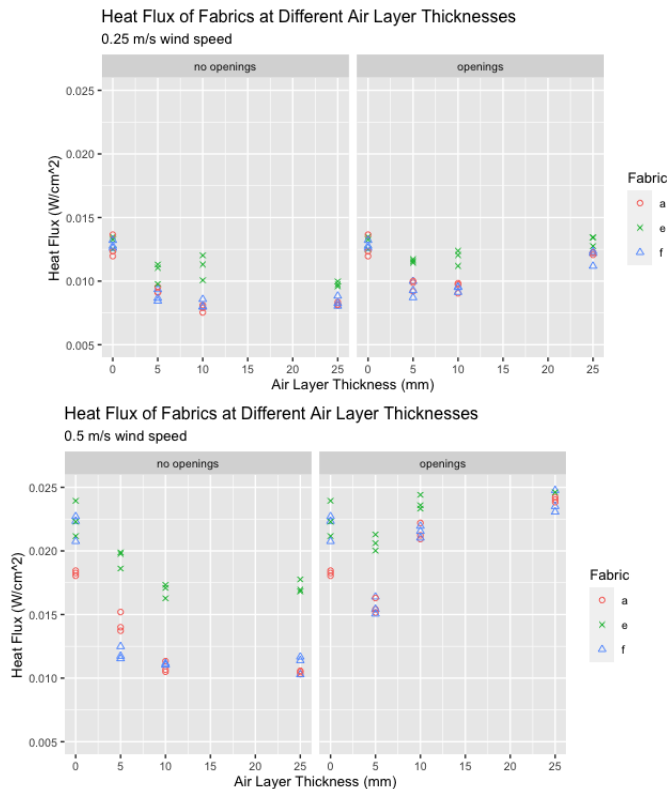 Heat Flux of Fabrics at Different Air Layer Thicknesses
0.25 m/s wind speed
no openings
openings
0.025
0.020
0.015
0.010
0.005
Heat Flux (W/cm^2)
0 5 10 15 20 25
0 5 10 15 20 25
Air Layer Thickness (mm)
Fabric
a
e
f
Heat Flux of Fabrics at Different Air Layer Thicknesses
0.5 m/s wind speed
no openings
openings
0.025
0.020
0.015
0.010
0.005
Heat Flux (W/cm^2)
0 5 10 15 20 25
0 5 10 15 20 25
Air Layer Thickness (mm)
Fabric
a
e
f